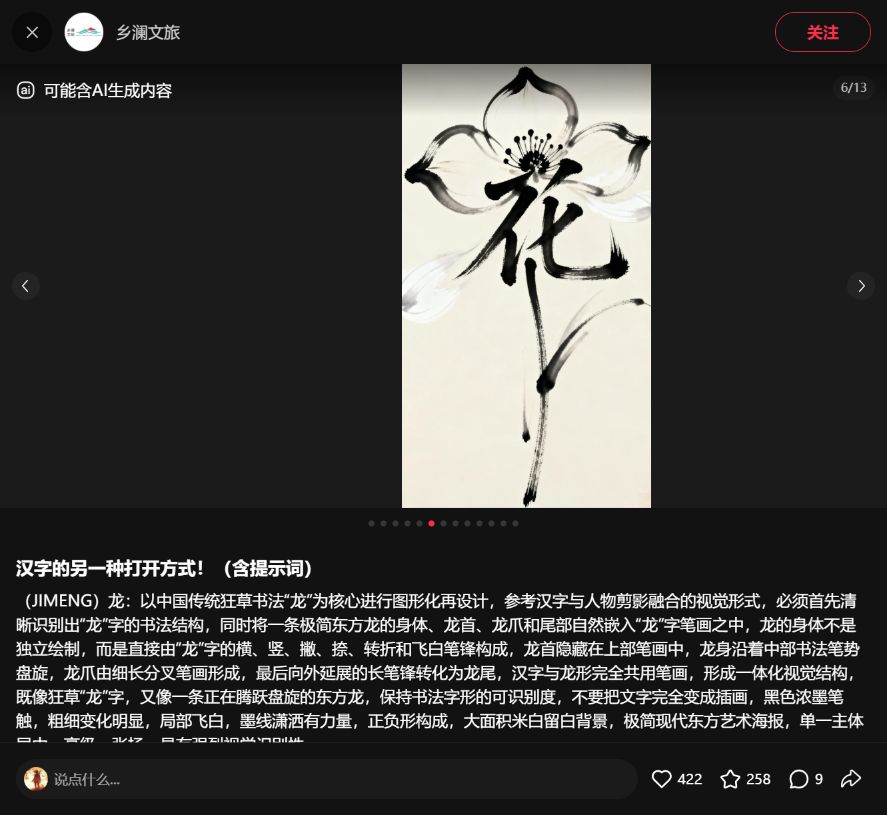 乡澜文旅
关注
ai 可能含AI生成内容
6/13
花
汉字的另一种打开方式！（含提示词）
（JIMENG）龙：以中国传统狂草书法“龙”为核心进行图形化再设计，参考汉字与人物剪影融合的视觉形式，必须首先清
晰识别出“龙”字的书法结构，同时将一条极简东方龙的身体、龙首、龙爪和尾部自然嵌入“龙”字笔画之中，龙的身体不是
独立绘制，而是直接由“龙”字的横、竖、撇、捺、转折和飞白笔锋构成，龙首隐藏在上部笔画中，龙身沿着中部书法笔势
盘旋，龙爪由细长分叉笔画形成，最后向外延展的长笔锋转化为龙尾，汉字与龙形完全共用笔画，形成一体化视觉结构，
既像狂草“龙”字，又像一条正在腾跃盘旋的东方龙，保持书法字形的可识别度，不要把文字完全变成插画，黑色浓墨笔
触，粗细变化明显，局部飞白，墨线潇洒有力量，正负形构成，大面积米白留白背景，极简现代东方艺术海报，单一主体
说点什么...
422
258
9